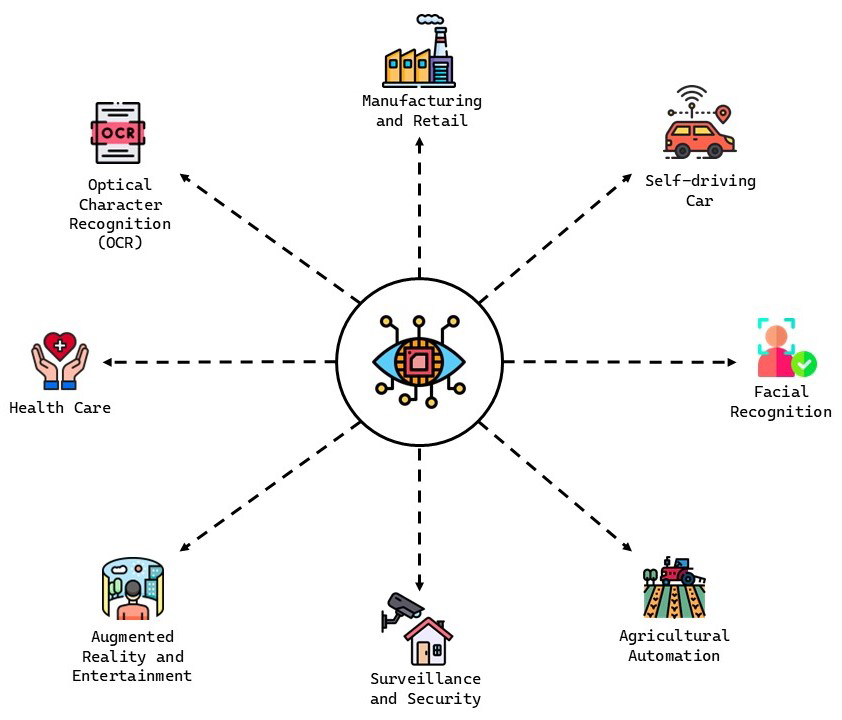 Manufacturing
and Retail
OCR
Optical
Character
Recognition
(OCR)
Self-driving
Car
Health Care
Facial
Recognition
Augmented
Reality and
Entertainment
Surveillance
and Security
Agricultural
Automation